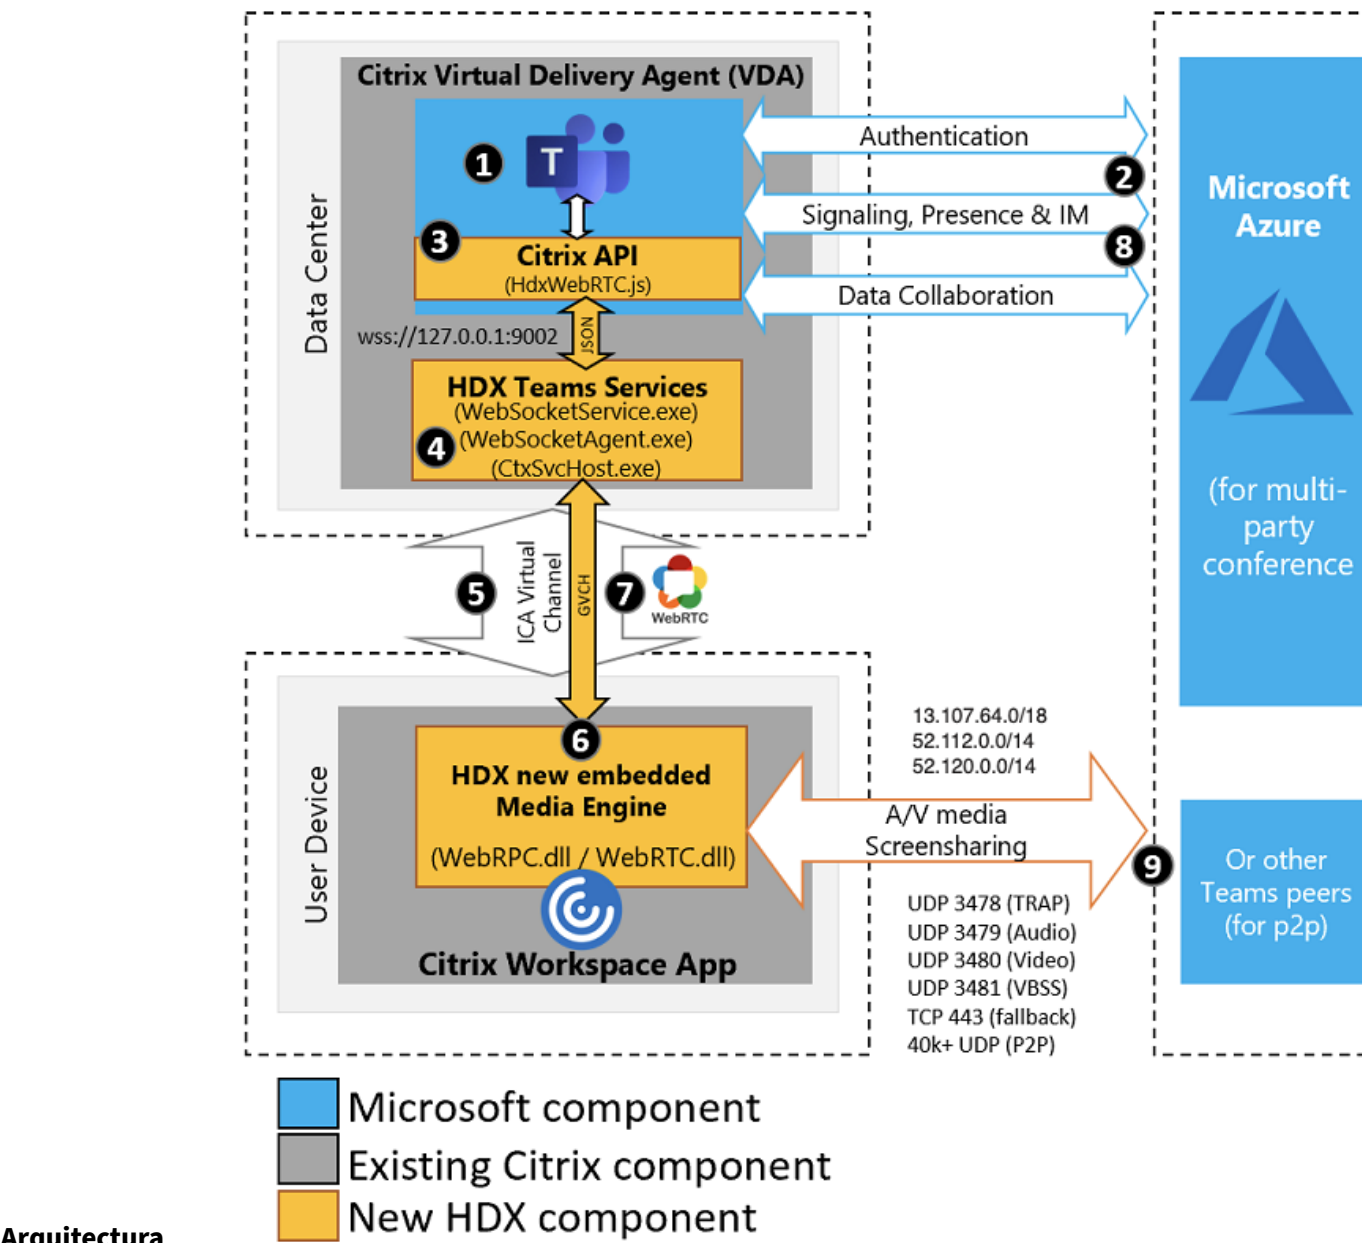 Citrix Virtual Delivery Agent (VDA)
Data Center
1
T
3
Citrix API
(HdxWebRTC.js)
wss://127.0.0.1:9002
JSON
HDX Teams Services
(WebSocketService.exe)
4
(WebSocketAgent.exe)
(CtxSvcHost.exe)
Authentication
2
Signaling, Presence & IM
8
Data Collaboration
Microsoft
Azure
(for multi-
party
conference
5
ICA Virtual
Channel
GVCH
7
WebRTC
User Device
6
HDX new embedded
Media Engine
(WebRPC.dll / WebRTC.dll)
Citrix Workspace App
13.107.64.0/18
52.112.0.0/14
52.120.0.0/14
A/V media
Screensharing
9
UDP 3478 (TRAP)
UDP 3479 (Audio)
UDP 3480 (Video)
UDP 3481 (VBSS)
TCP 443 (fallback)
40k+ UDP (P2P)
Or other
Teams peers
(for p2p)
Microsoft component
Existing Citrix component
New HDX component
Arquitectura